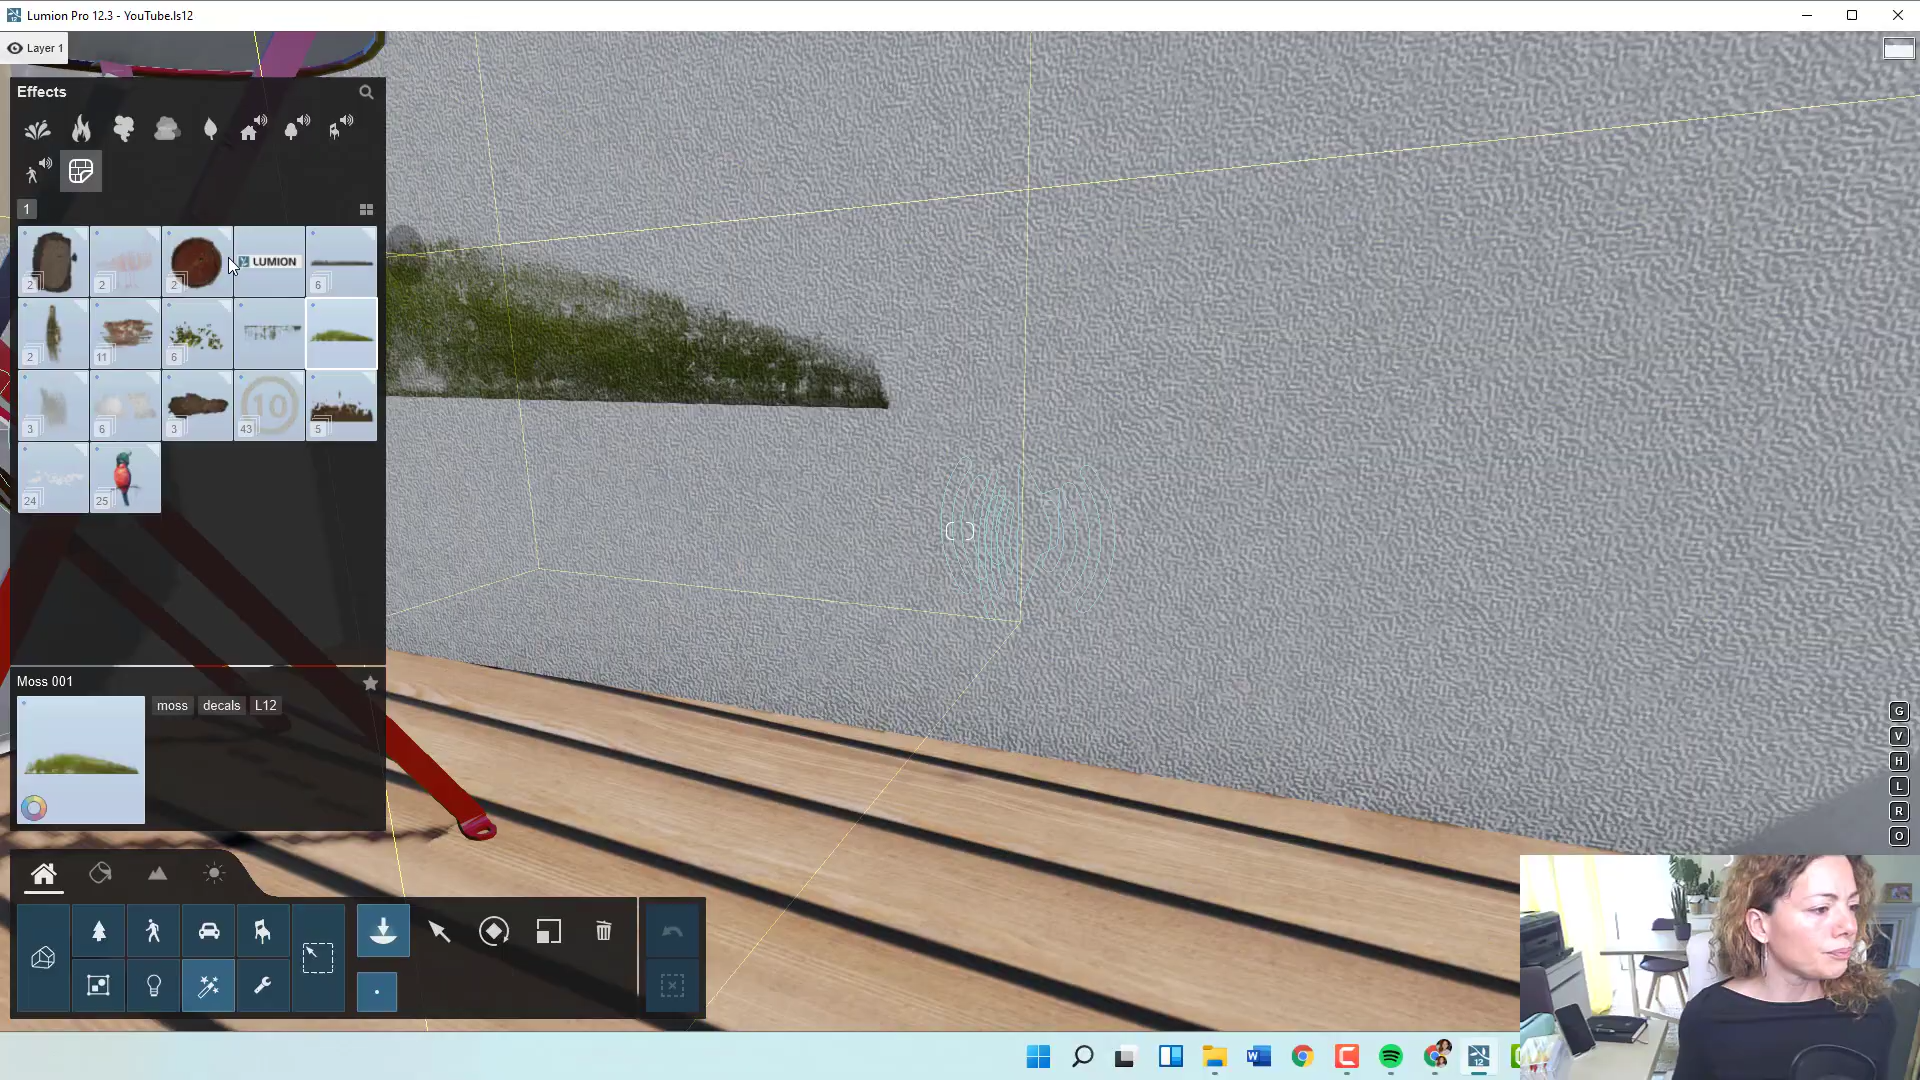 Lumion Pro 12.3 - YouTube.ls12
Layer 1
Effects
1
2
2
2
LUMION
6
2
11
6
3
6
3
10
43
5
24
25
Moss 001
moss
decals
L12
G
V
H
L
R
O
W
12